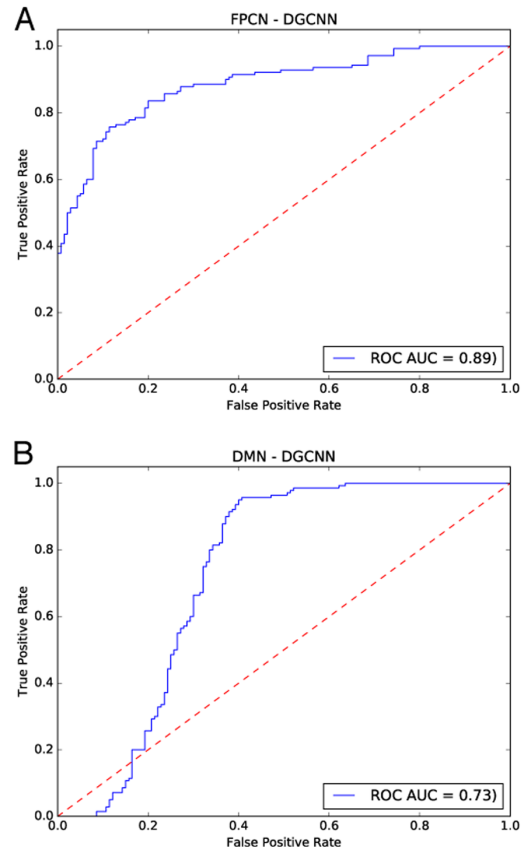 A
FPCN - DGCNN
1.0
0.8
0.6
0.4
0.2
0.0
True Positive Rate
ROC AUC = 0.89)
0.0 0.2 0.4 0.6 0.8 1.0
False Positive Rate
B
DMN - DGCNN
1.0
0.8
0.6
0.4
0.2
0.0
True Positive Rate
ROC AUC = 0.73)
0.0 0.2 0.4 0.6 0.8 1.0
False Positive Rate